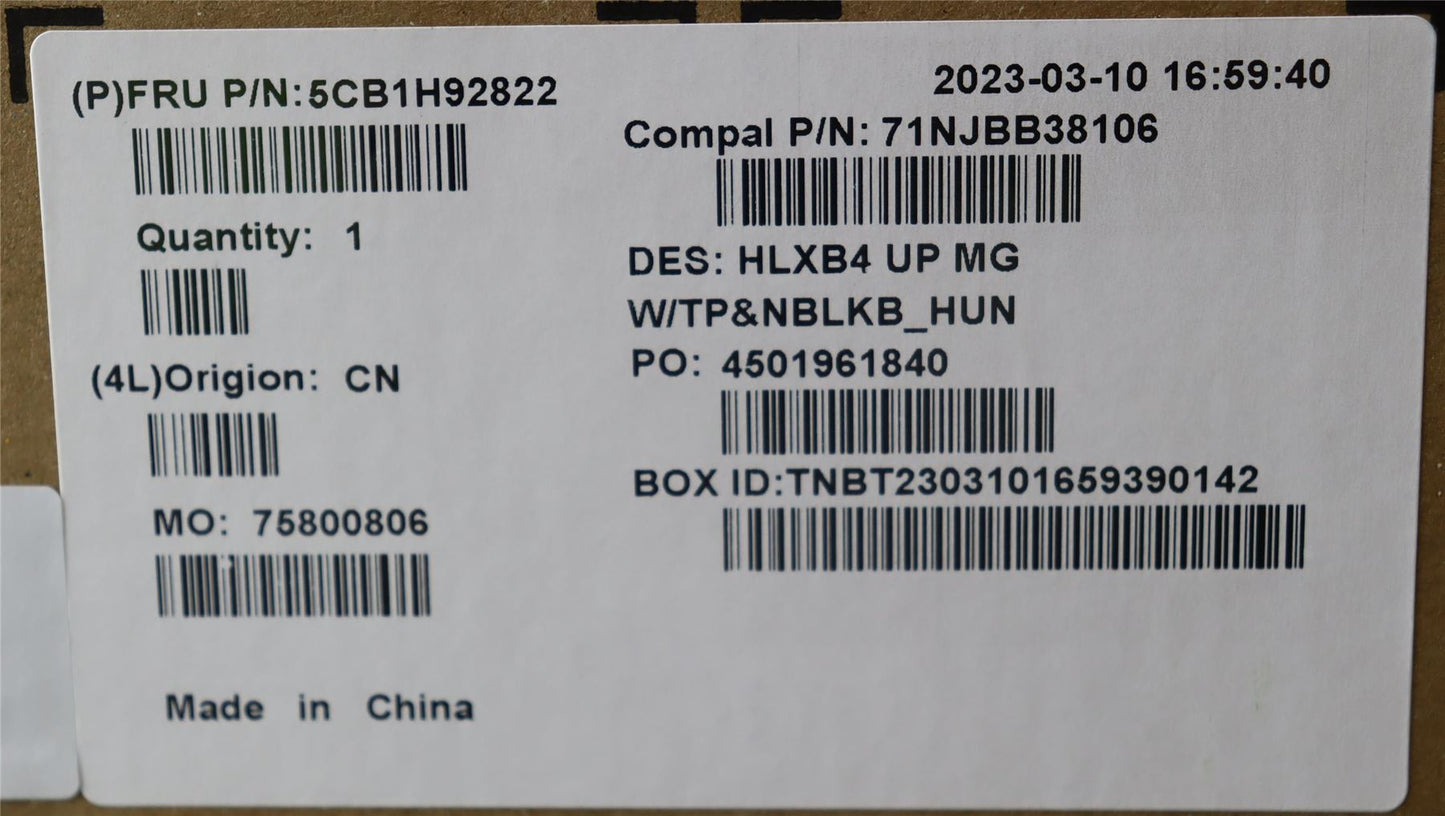 (P)FRU P/N:5CB1H92822
Quantity: 1
(4L)Origion: CN
MO: 75800806
Made in China
2023-03-10 16:59:40
Compal P/N: 71NJBB38106
DES: HLXB4 UP MG
W/TP&NBLKB_HUN
PO: 4501961840
BOX ID:TNBT2303101659390142